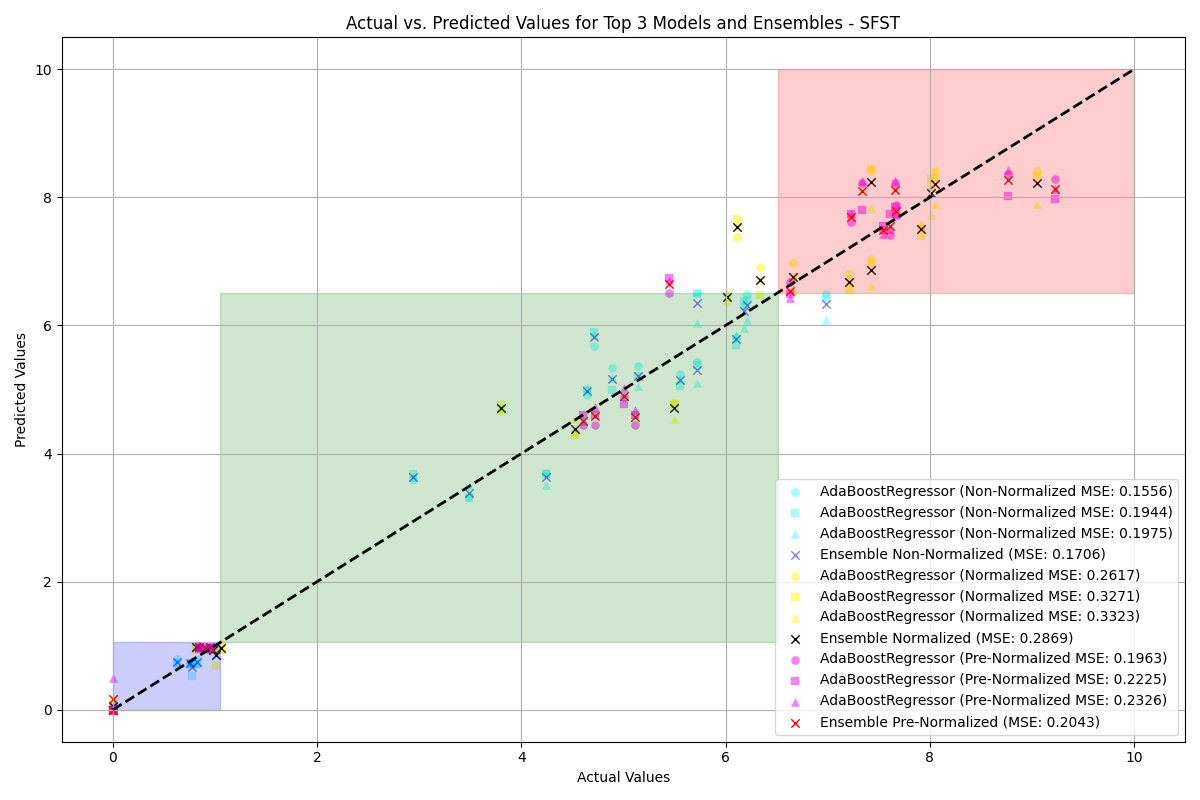 Actual vs. Predicted Values for Top 3 Models and Ensembles - SFST
10
8
6
4
2
0
Predicted Values
AdaBoostRegressor (Non-Normalized MSE: 0.1556)
AdaBoostRegressor (Non-Normalized MSE: 0.1944)
AdaBoostRegressor (Non-Normalized MSE: 0.1975)
Ensemble Non-Normalized (MSE: 0.1706)
AdaBoostRegressor (Normalized MSE: 0.2617)
AdaBoostRegressor (Normalized MSE: 0.3271)
AdaBoostRegressor (Normalized MSE: 0.3323)
Ensemble Normalized (MSE: 0.2869)
AdaBoostRegressor (Pre-Normalized MSE: 0.1963)
AdaBoostRegressor (Pre-Normalized MSE: 0.2225)
AdaBoostRegressor (Pre-Normalized MSE: 0.2326)
Ensemble Pre-Normalized (MSE: 0.2043)
0 2 4 6 8 10
Actual Values